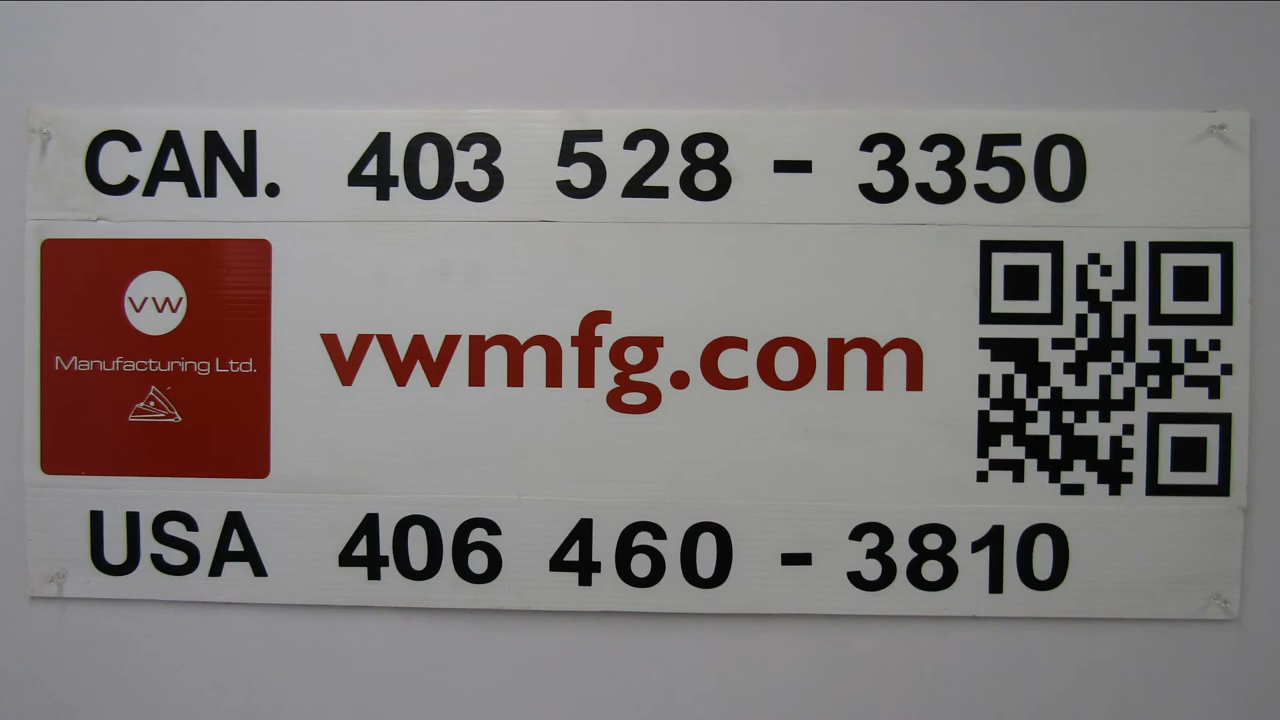 CAN. 403 528 - 3350
VW
Manufacturing Ltd.
vwmfg.com
USA 406 460 - 3810